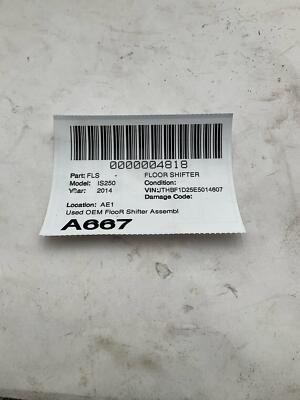 0000004818
Part: FLS - FLOOR SHIFTER
Model: IS250 Condition:
Year: 2014 VIN:JTHBF1D25E5014607
Damage Code:
Location: AE1
Used OEM FlooR Shifter Assembl
A667